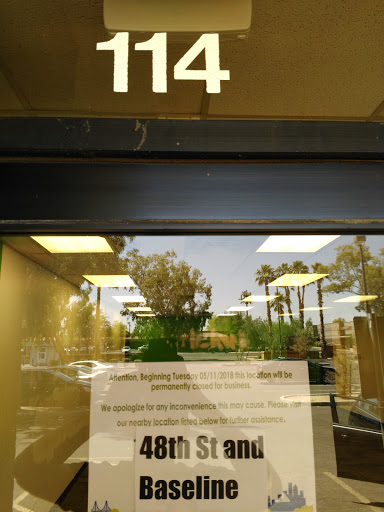 114
Attention, Beginning Tuesday 05/31/2018 this location will be
permanently closed for business.
We apologize for any inconvenience this may cause. Please visit
our nearby location listed below for further assistance.
48th St and
Baseline